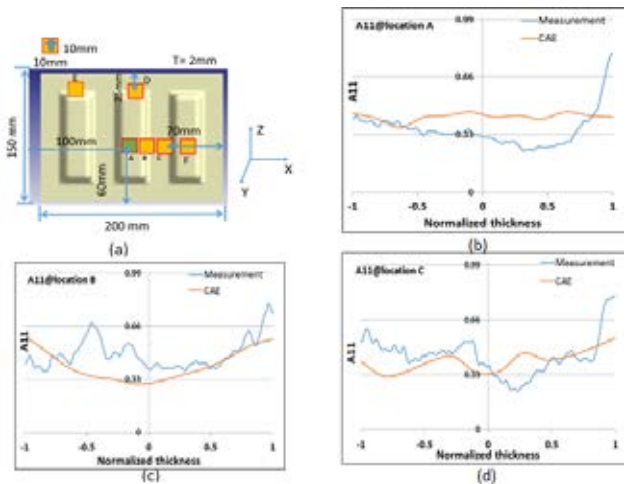 10mm
10mm
T= 2mm
E
D
25mm
150 mm
100mm
70mm
A
B
C
F
60mm
Z
X
Y
200 mm
(a)
A11@location A
0.99
Measurement
CAE
0.66
A11
0.33
0
-1
-0.5
0
0.5
1
Normalized thickness
(b)
A11@location B
0.99
Measurement
CAE
0.66
A11
0.33
0
-1
-0.5
0
0.5
1
Normalized thickness
(c)
A11@location C
0.99
Measurement
CAE
0.66
A11
0.33
0
-1
-0.5
0
0.5
1
Normalized thickness
(d)